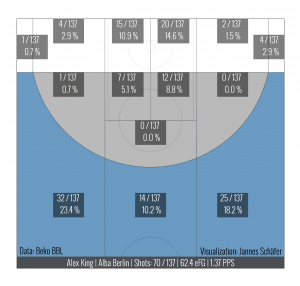 4 / 137
2.9 %
15 / 137
10.9 %
20 / 137
14.6 %
2 / 137
1.5 %
1 / 137
0.7 %
4 / 137
2.9 %
1 / 137
0.7 %
7 / 137
5.1 %
12 / 137
8.8 %
0 / 137
0.0 %
0 / 137
0.0 %
32 / 137
23.4 %
14 / 137
10.2 %
25 / 137
18.2 %
Data: Beko BBL
Visualization: Jannes Schäfer
Alex King | Alba Berlin | Shots: 70 / 137 | 62.4 eFG | 1.37 PPS